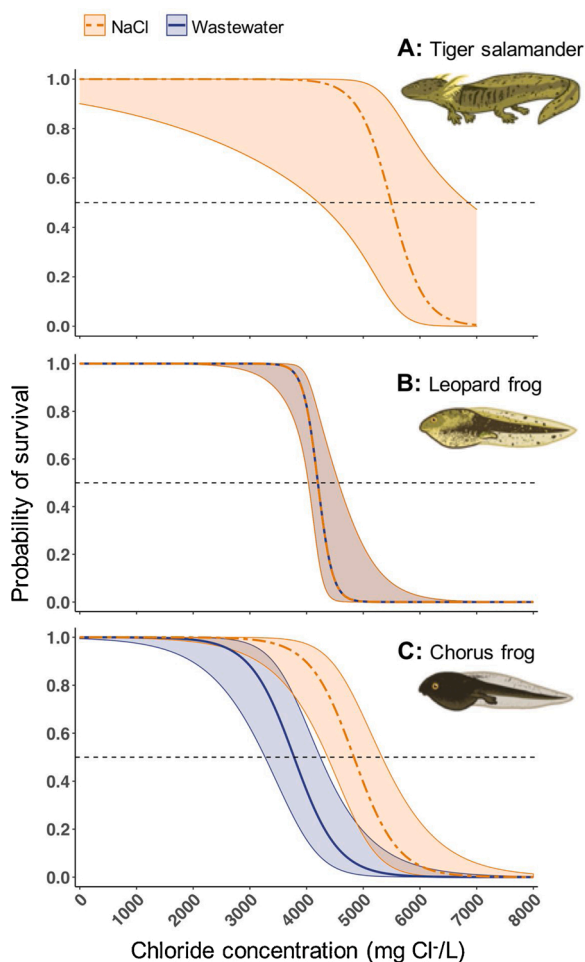 NaCl Wastewater
A: Tiger salamander
1.0
0.8
0.6
0.4
0.2
0.0
B: Leopard frog
1.0
0.8
0.6
0.4
0.2
0.0
Probability of survival
C: Chorus frog
1.0
0.8
0.6
0.4
0.2
0.0
0 1000 2000 3000 4000 5000 6000 7000 8000
Chloride concentration (mg Cl⁻/L)